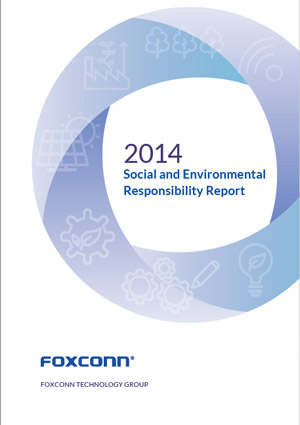 2014
Social and Environmental
Responsibility Report
FOXCONN®
FOXCONN TECHNOLOGY GROUP